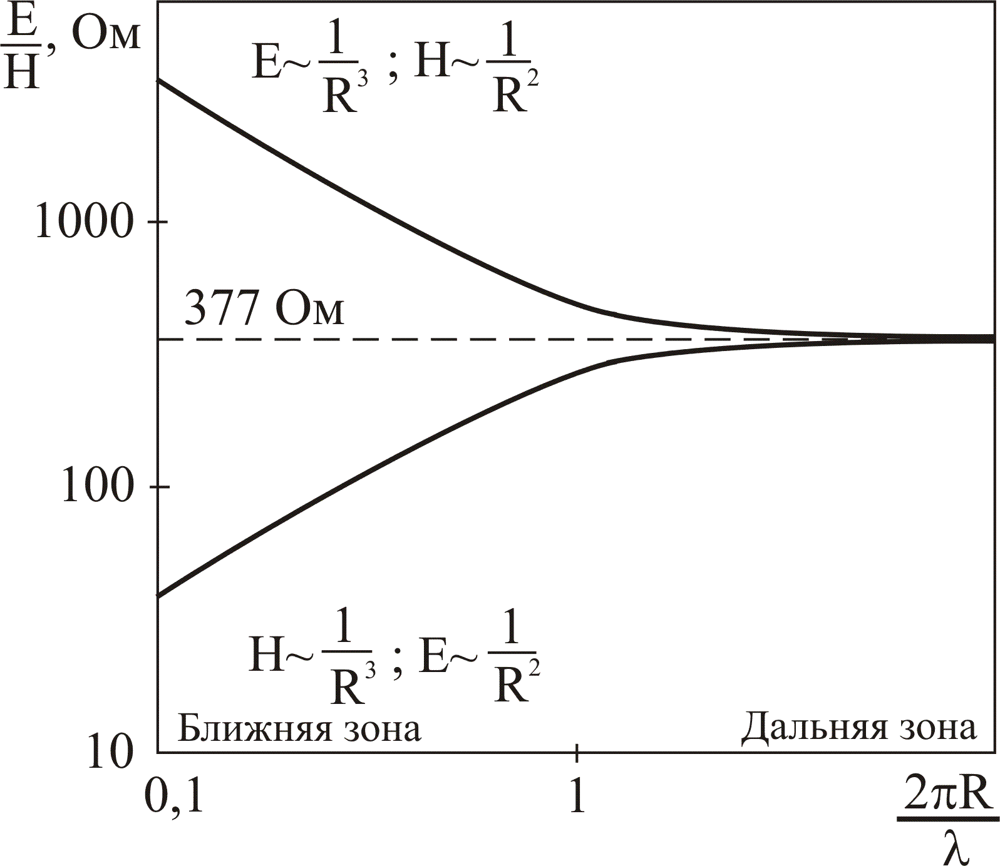 E/H, Ом
E~1/R³ ; H~1/R²
1000
377 Ом
100
H~1/R³ ; E~1/R²
Ближняя зона Дальняя зона
10
0,1 1 2πR/λ